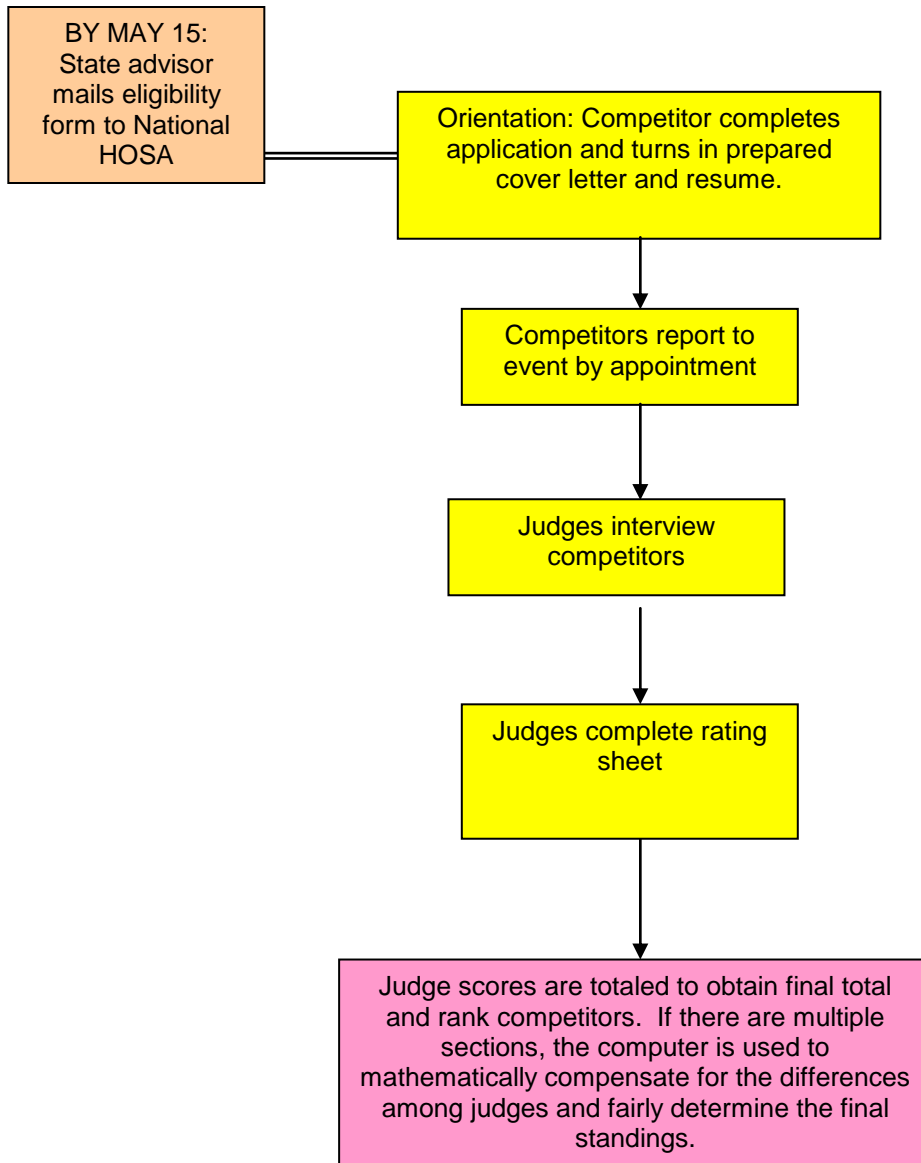 BY MAY 15:
State advisor
mails eligibility
form to National
HOSA
Orientation: Competitor completes
application and turns in prepared
cover letter and resume.
Competitors report to
event by appointment
Judges interview
competitors
Judges complete rating
sheet
Judge scores are totaled to obtain final total
and rank competitors.  If there are multiple
sections, the computer is used to
mathematically compensate for the differences
among judges and fairly determine the final
standings.